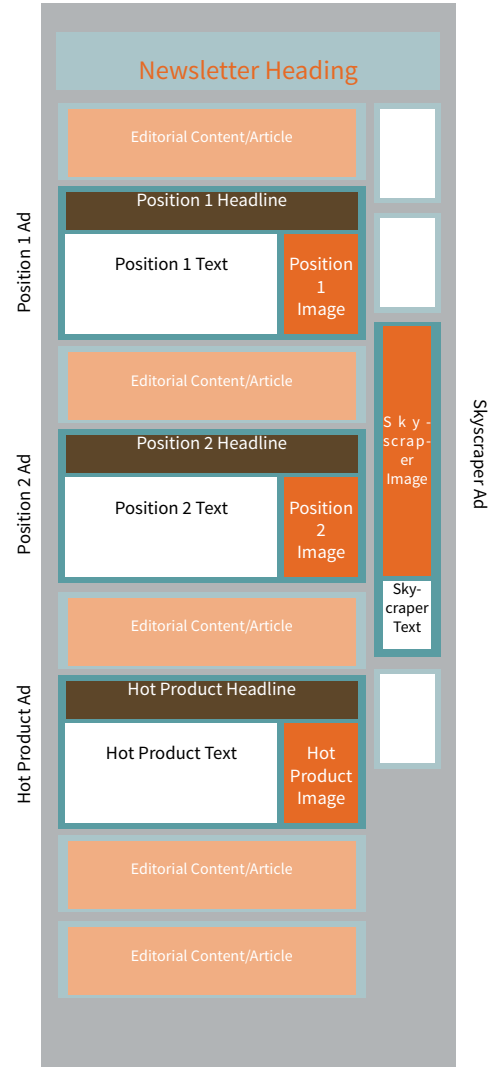 Newsletter Heading
Editorial Content/Article
Position 1 Ad
Position 1 Headline
Position 1 Text
Position
1
Image
Editorial Content/Article
Position 2 Ad
Position 2 Headline
Position 2 Text
Position
2
Image
Editorial Content/Article
Hot Product Ad
Hot Product Headline
Hot Product Text
Hot
Product
Image
Editorial Content/Article
Editorial Content/Article
Sky-
scrap-
er
Image
Sky-
craper
Text
Skyscraper Ad